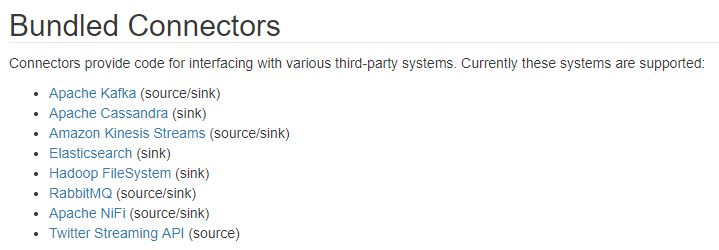 Bundled Connectors
Connectors provide code for interfacing with various third-party systems. Currently these systems are supported:
• Apache Kafka (source/sink)
• Apache Cassandra (sink)
• Amazon Kinesis Streams (source/sink)
• Elasticsearch (sink)
• Hadoop FileSystem (sink)
• RabbitMQ (source/sink)
• Apache NiFi (source/sink)
• Twitter Streaming API (source)